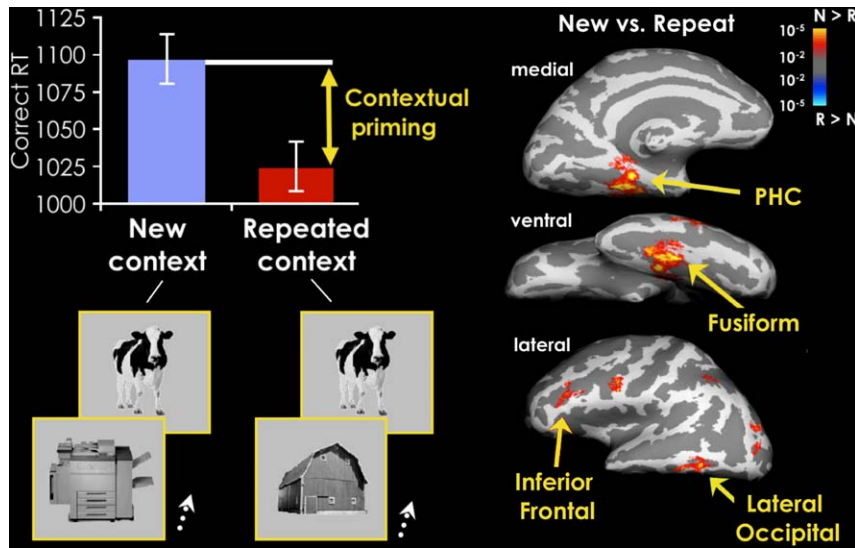 1125
1100
1075
1050
1025
1000
Correct RT
Contextual
priming
New
context
Repeated
context
New vs. Repeat
N > R
10⁻⁵
10⁻²
10⁻²
10⁻⁵
R > N
medial
PHC
ventral
Fusiform
lateral
Inferior
Frontal
Lateral
Occipital